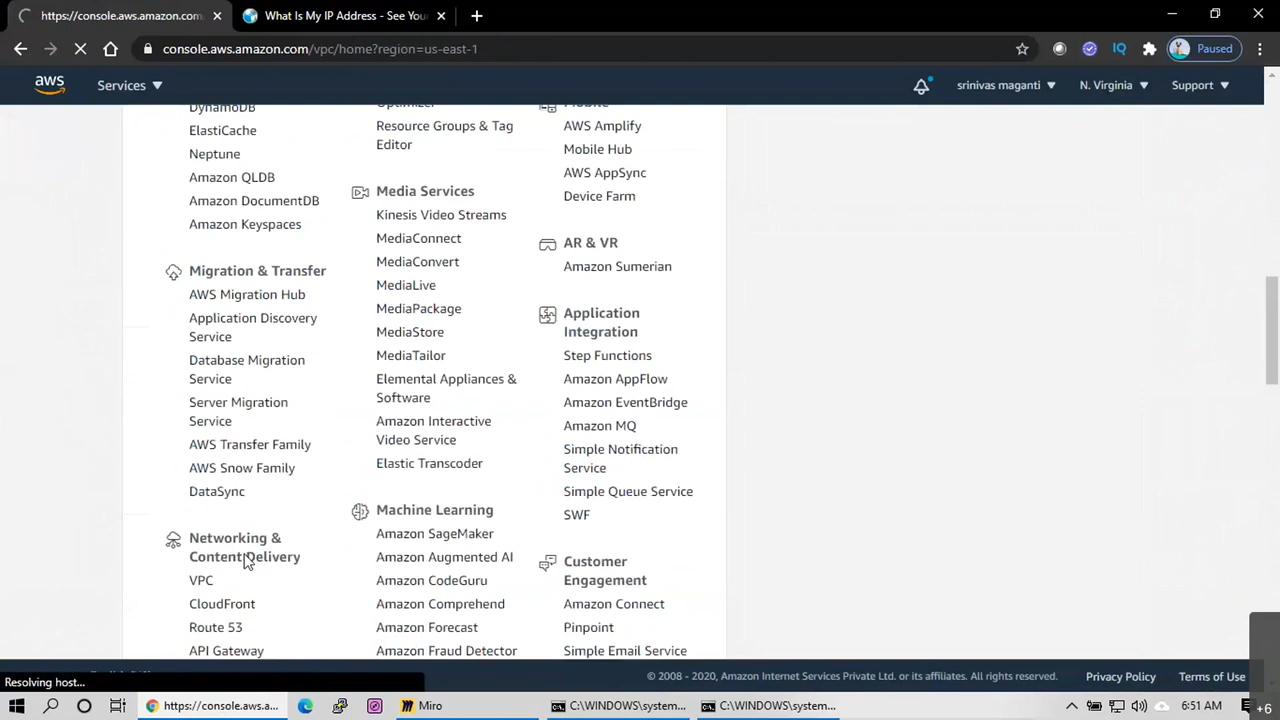 https://console.aws.amazon.com/
What Is My IP Address - See You
console.aws.amazon.com/vpc/home?region=us-east-1
IQ
Paused
aws
Services
srinivas maganti
N. Virginia
Support
DynamoDB
ElastiCache
Neptune
Amazon QLDB
Amazon DocumentDB
Amazon Keyspaces
Migration & Transfer
AWS Migration Hub
Application Discovery
Service
Database Migration
Service
Server Migration
Service
AWS Transfer Family
AWS Snow Family
DataSync
Networking &
Content Delivery
VPC
CloudFront
Route 53
API Gateway
Optimizer
Resource Groups & Tag
Editor
Media Services
Kinesis Video Streams
MediaConnect
MediaConvert
MediaLive
MediaPackage
MediaStore
MediaTailor
Elemental Appliances &
Software
Amazon Interactive
Video Service
Elastic Transcoder
Machine Learning
Amazon SageMaker
Amazon Augmented AI
Amazon CodeGuru
Amazon Comprehend
Amazon Forecast
Amazon Fraud Detector
Mobile
AWS Amplify
Mobile Hub
AWS AppSync
Device Farm
AR & VR
Amazon Sumerian
Application
Integration
Step Functions
Amazon AppFlow
Amazon EventBridge
Amazon MQ
Simple Notification
Service
Simple Queue Service
SWF
Customer
Engagement
Amazon Connect
Pinpoint
Simple Email Service
Resolving host...
© 2008 - 2020, Amazon Internet Services Private Ltd. or its affiliates. All rights reserved.
Privacy Policy
Terms of Use
https://console.aws.a...
Miro
C:\WINDOWS\system...
C:\WINDOWS\system...
6:51 AM
+6